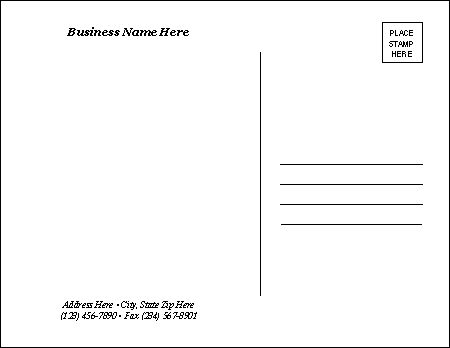 Business Name Here
PLACE
STAMP
HERE
Address Here • City, State Zip Here
(123) 456-7890 • Fax (234) 567-8901